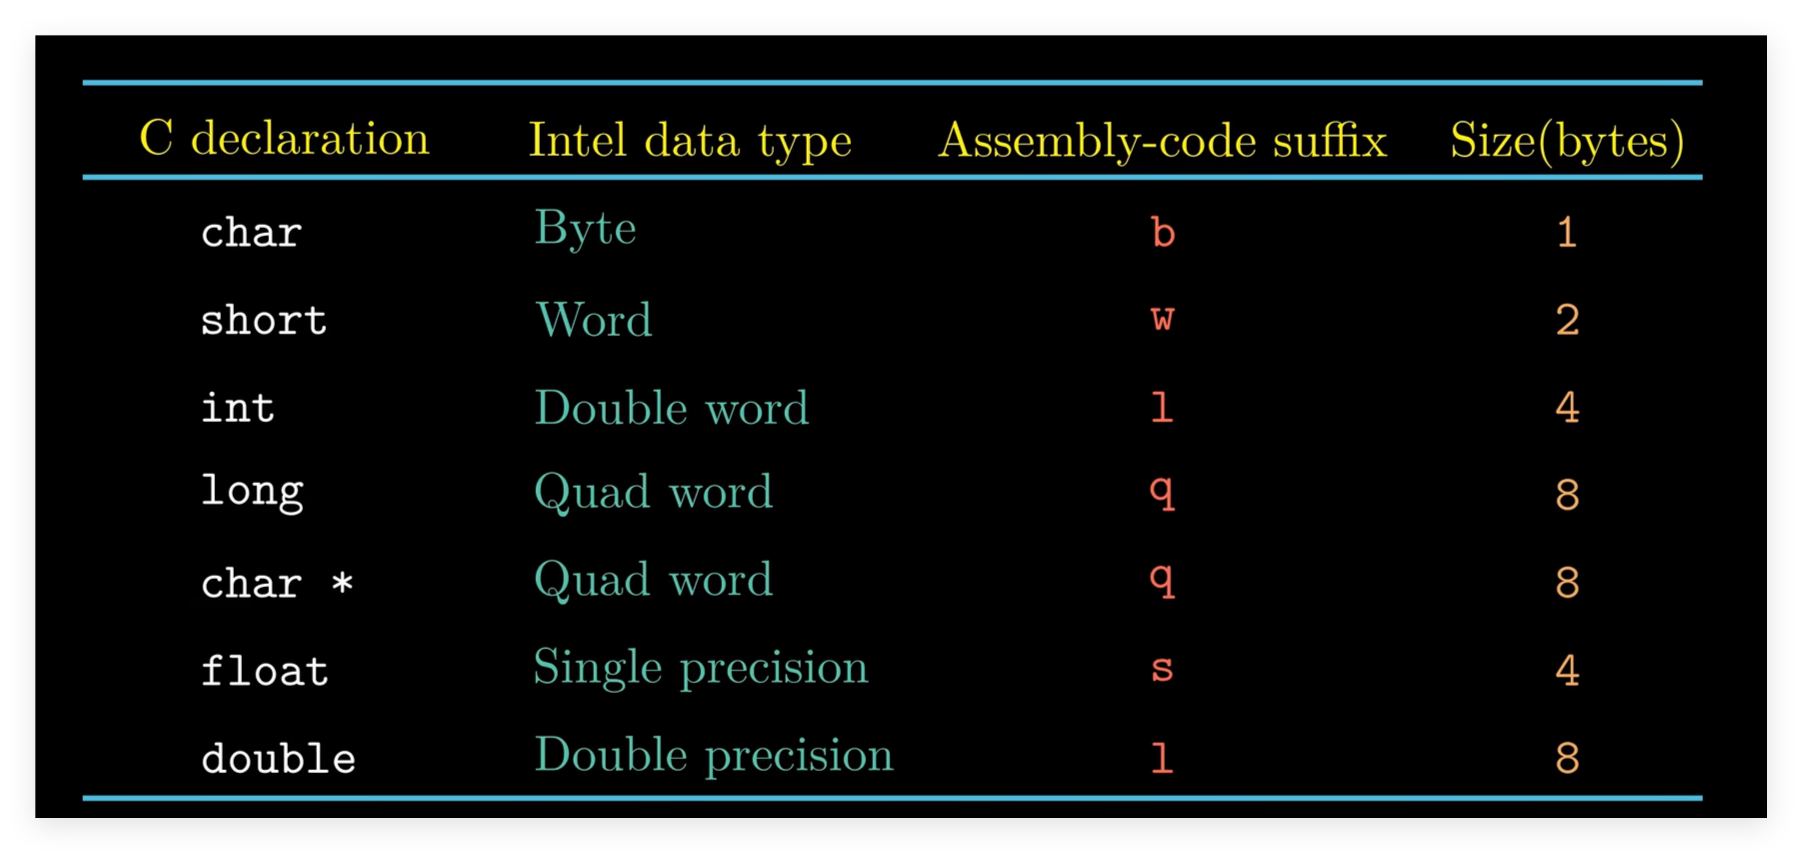 C declaration Intel data type Assembly-code suffix Size(bytes)
char Byte b 1
short Word w 2
int Double word l 4
long Quad word q 8
char * Quad word q 8
float Single precision s 4
double Double precision l 8